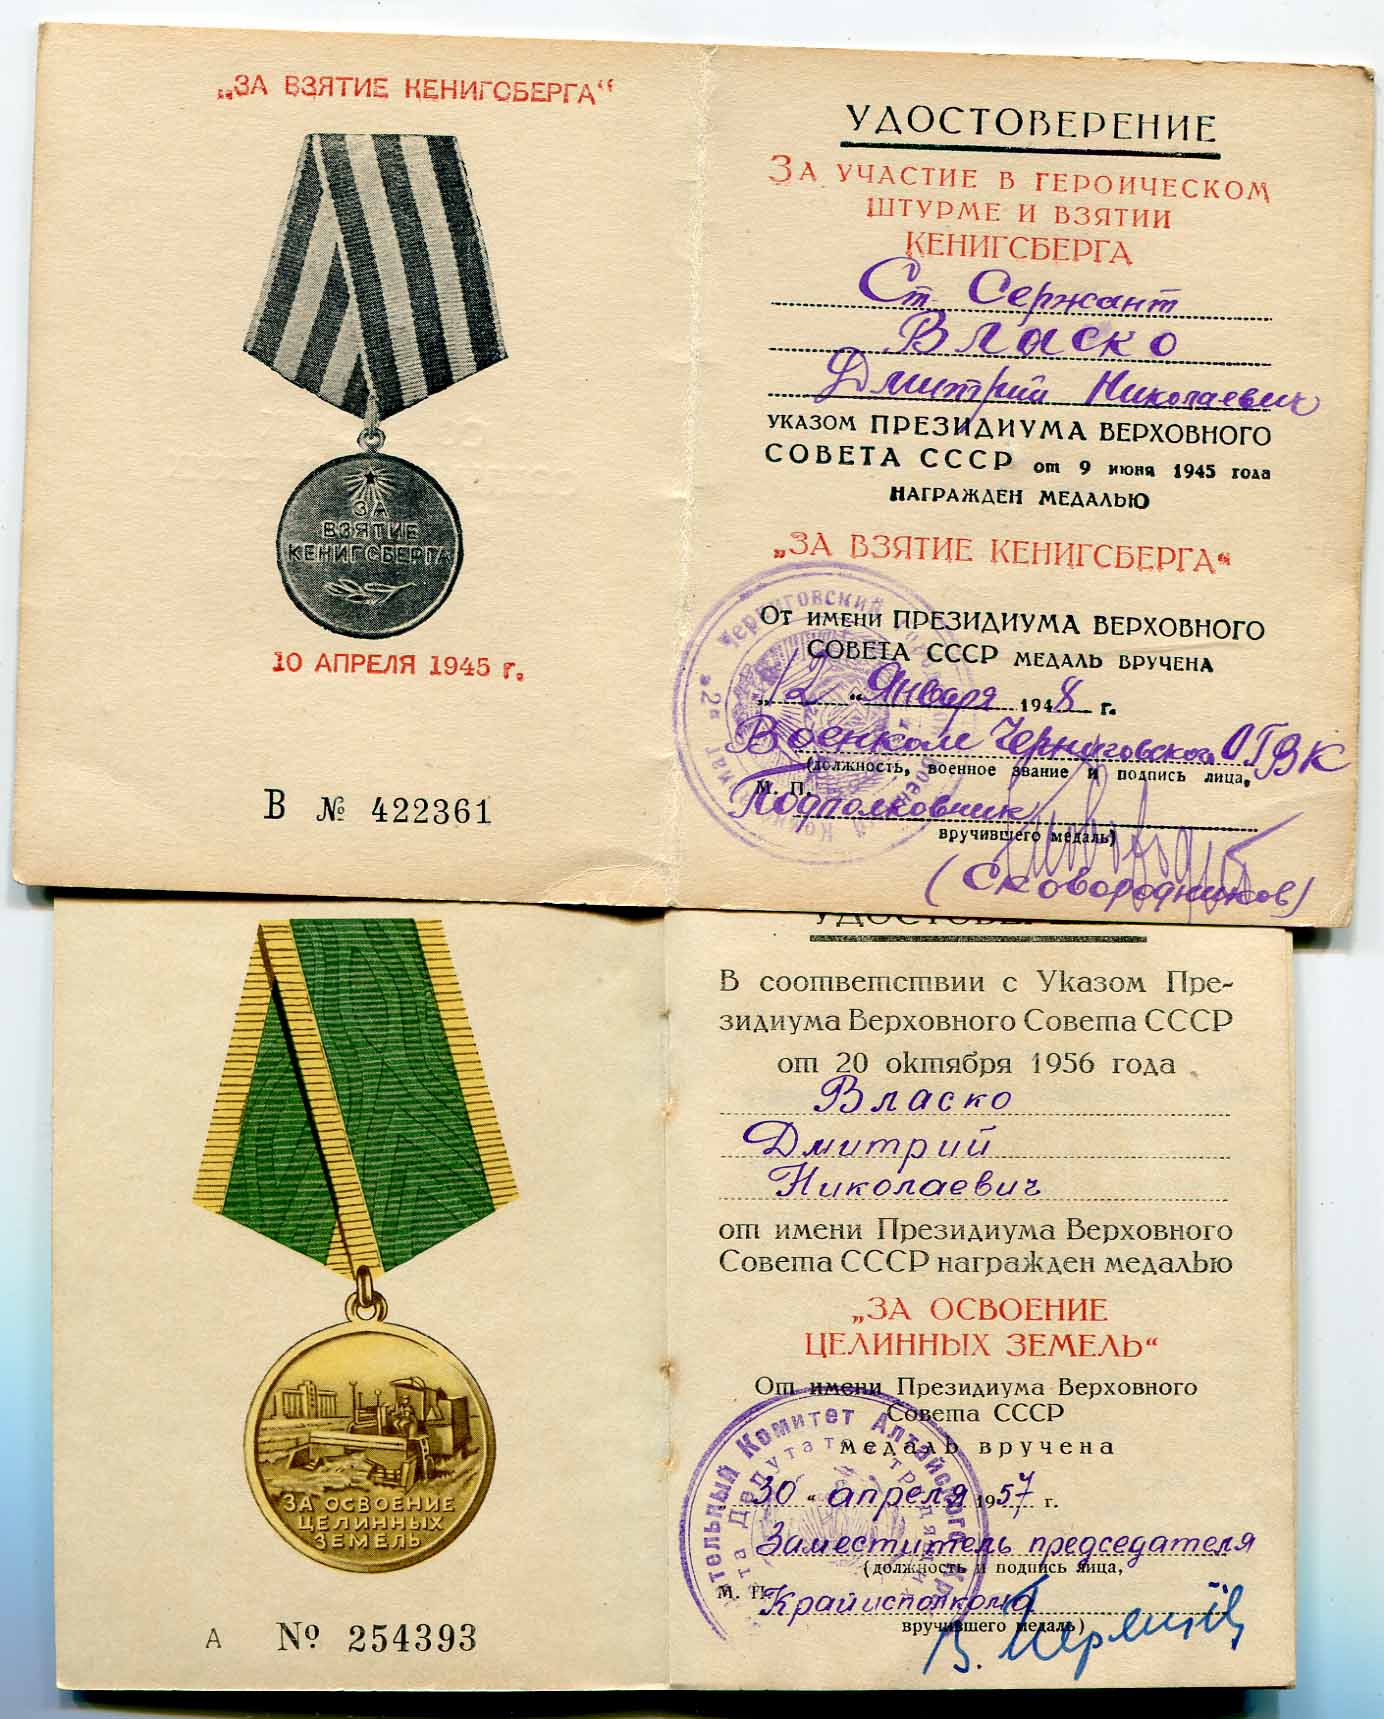 „ЗА ВЗЯТИЕ КЕНИГСБЕРГА“
ЗА
ВЗЯТИЕ
КЕНИГСБЕРГА
10 АПРЕЛЯ 1945 г.
В № 422361
УДОСТОВЕРЕНИЕ
ЗА УЧАСТИЕ В ГЕРОИЧЕСКОМ
ШТУРМЕ И ВЗЯТИИ
КЕНИГСБЕРГА
Ст. Сержант
Власко
Дмитрий Николаевич
УКАЗОМ ПРЕЗИДИУМА ВЕРХОВНОГО
СОВЕТА СССР от 9 июня 1945 года
НАГРАЖДЕН МЕДАЛЬЮ
„ЗА ВЗЯТИЕ КЕНИГСБЕРГА“
ОТ ИМЕНИ ПРЕЗИДИУМА ВЕРХОВНОГО
СОВЕТА СССР МЕДАЛЬ ВРУЧЕНА
„12“ Января 1948 г.
Военком Черниговского ОГВК
(должность, военное звание и подпись лица,
М. П.
Подполковник
вручившего медаль)
(Сковородников)
УДОСТОВЕРЕНИЕ
В соответствии с Указом Пре-
зидиума Верховного Совета СССР
от 20 октября 1956 года
Власко
Дмитрий
Николаевич
от имени Президиума Верховного
Совета СССР награжден медалью
„ЗА ОСВОЕНИЕ
ЦЕЛИННЫХ ЗЕМЕЛЬ“
От имени Президиума Верховного
Совета СССР
медаль вручена
„30“ апреля 1957 г.
Заместитель председателя
(должность и подпись лица,
М. П.
Крайисполкома
вручившего медаль)
ЗА ОСВОЕНИЕ
ЦЕЛИННЫХ
ЗЕМЕЛЬ
А № 254393